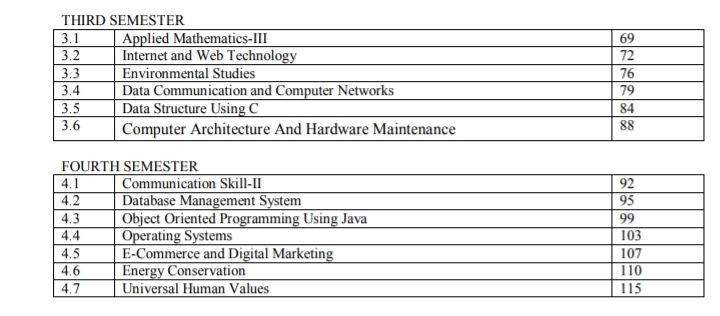 THIRD SEMESTER
3.1 Applied Mathematics-III 69
3.2 Internet and Web Technology 72
3.3 Environmental Studies 76
3.4 Data Communication and Computer Networks 79
3.5 Data Structure Using C 84
3.6 Computer Architecture And Hardware Maintenance 88
FOURTH SEMESTER
4.1 Communication Skill-II 92
4.2 Database Management System 95
4.3 Object Oriented Programming Using Java 99
4.4 Operating Systems 103
4.5 E-Commerce and Digital Marketing 107
4.6 Energy Conservation 110
4.7 Universal Human Values 115